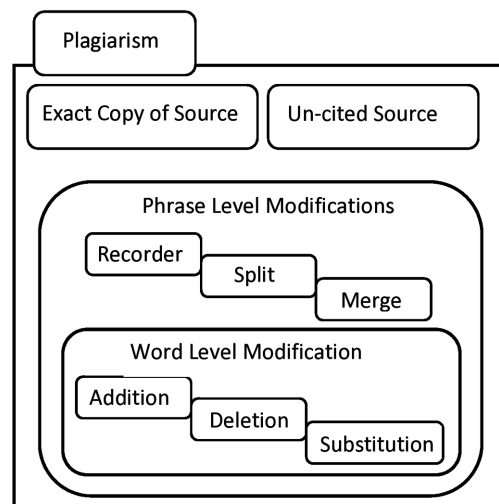 Plagiarism
Exact Copy of Source
Un-cited Source
Phrase Level Modifications
Recorder
Split
Merge
Word Level Modification
Addition
Deletion
Substitution